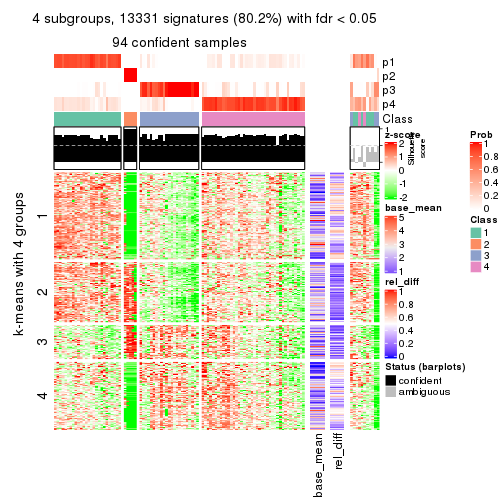 4 subgroups, 13331 signatures (80.2%) with fdr < 0.05
94 confident samples
p1
p2
p3
p4
Class
1
Silhouette
score
k-means with 4 groups
1
2
3
4
base_mean
rel_diff
z-score
2
1
0
-1
-2
base_mean
5
4
3
2
1
rel_diff
1
0.8
0.6
0.4
0.2
0
Status (barplots)
confident
ambiguous
Prob
1
0.8
0.6
0.4
0.2
0
Class
1
2
3
4